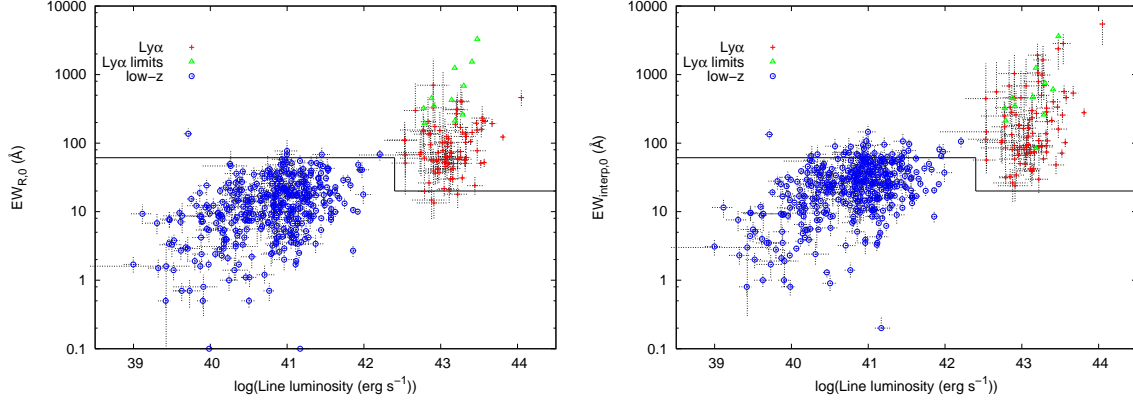 10000
1000
100
10
1
0.1
EW_R,0 (Å)
Lyα
Lyα limits
low-z
39 40 41 42 43 44
log(Line luminosity (erg s⁻¹))
10000
1000
100
10
1
0.1
EW_interp,0 (Å)
Lyα
Lyα limits
low-z
39 40 41 42 43 44
log(Line luminosity (erg s⁻¹))